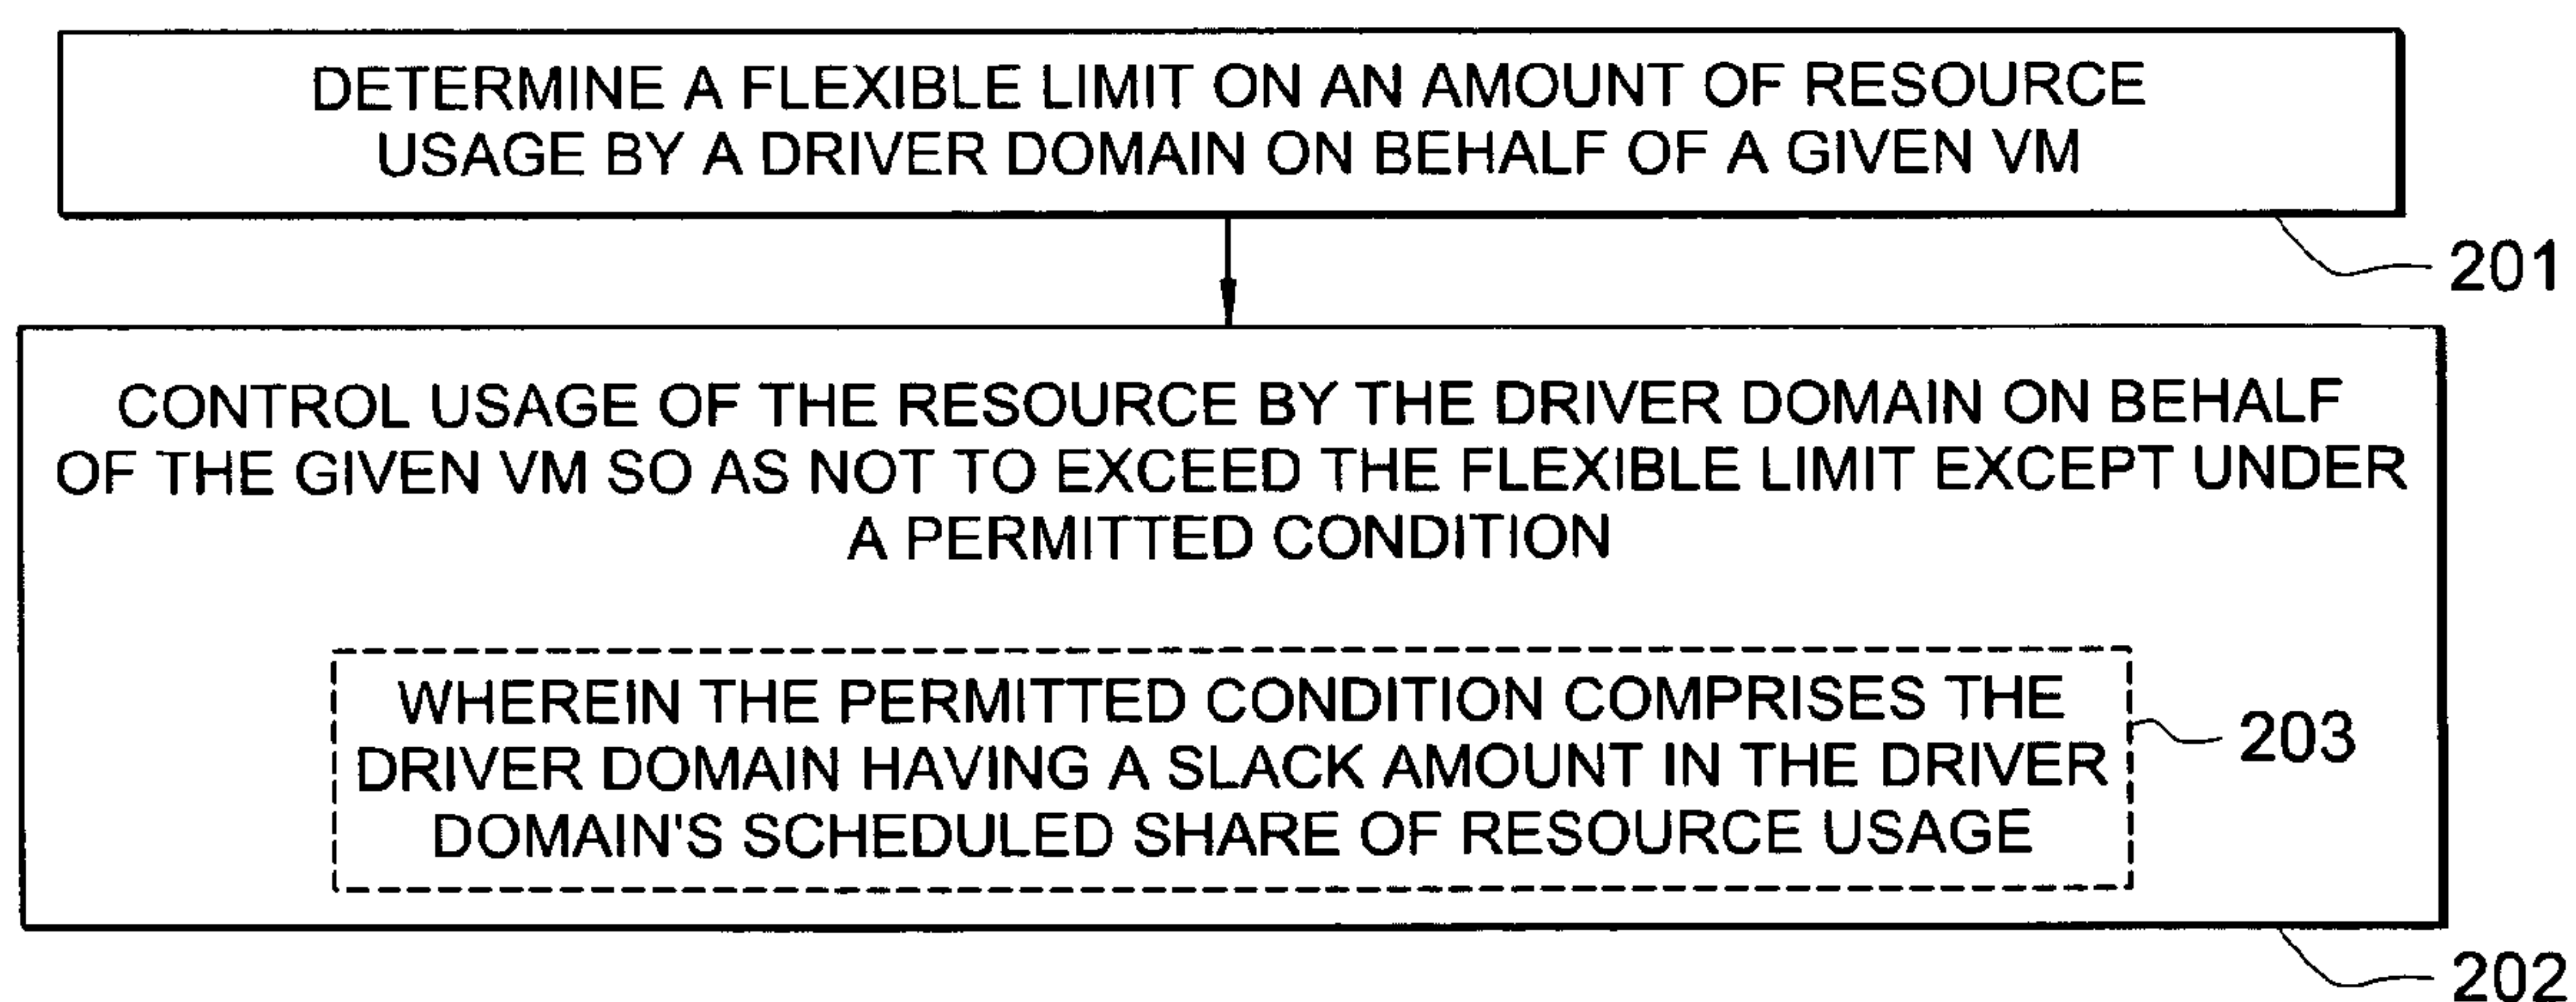 DETERMINE A FLEXIBLE LIMIT ON AN AMOUNT OF RESOURCE
USAGE BY A DRIVER DOMAIN ON BEHALF OF A GIVEN VM
201
CONTROL USAGE OF THE RESOURCE BY THE DRIVER DOMAIN ON BEHALF
OF THE GIVEN VM SO AS NOT TO EXCEED THE FLEXIBLE LIMIT EXCEPT UNDER
A PERMITTED CONDITION
WHEREIN THE PERMITTED CONDITION COMPRISES THE
DRIVER DOMAIN HAVING A SLACK AMOUNT IN THE DRIVER
DOMAIN'S SCHEDULED SHARE OF RESOURCE USAGE
203
202